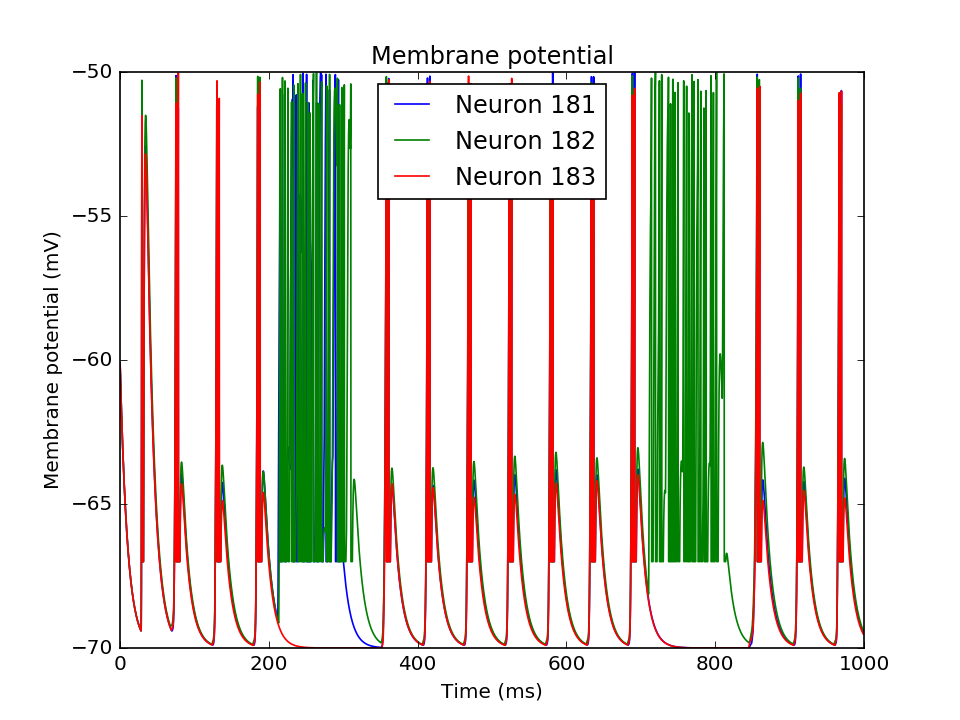 Membrane potential
−50
−55
−60
−65
−70
Membrane potential (mV)
Neuron 181
Neuron 182
Neuron 183
0
200
400
600
800
1000
Time (ms)